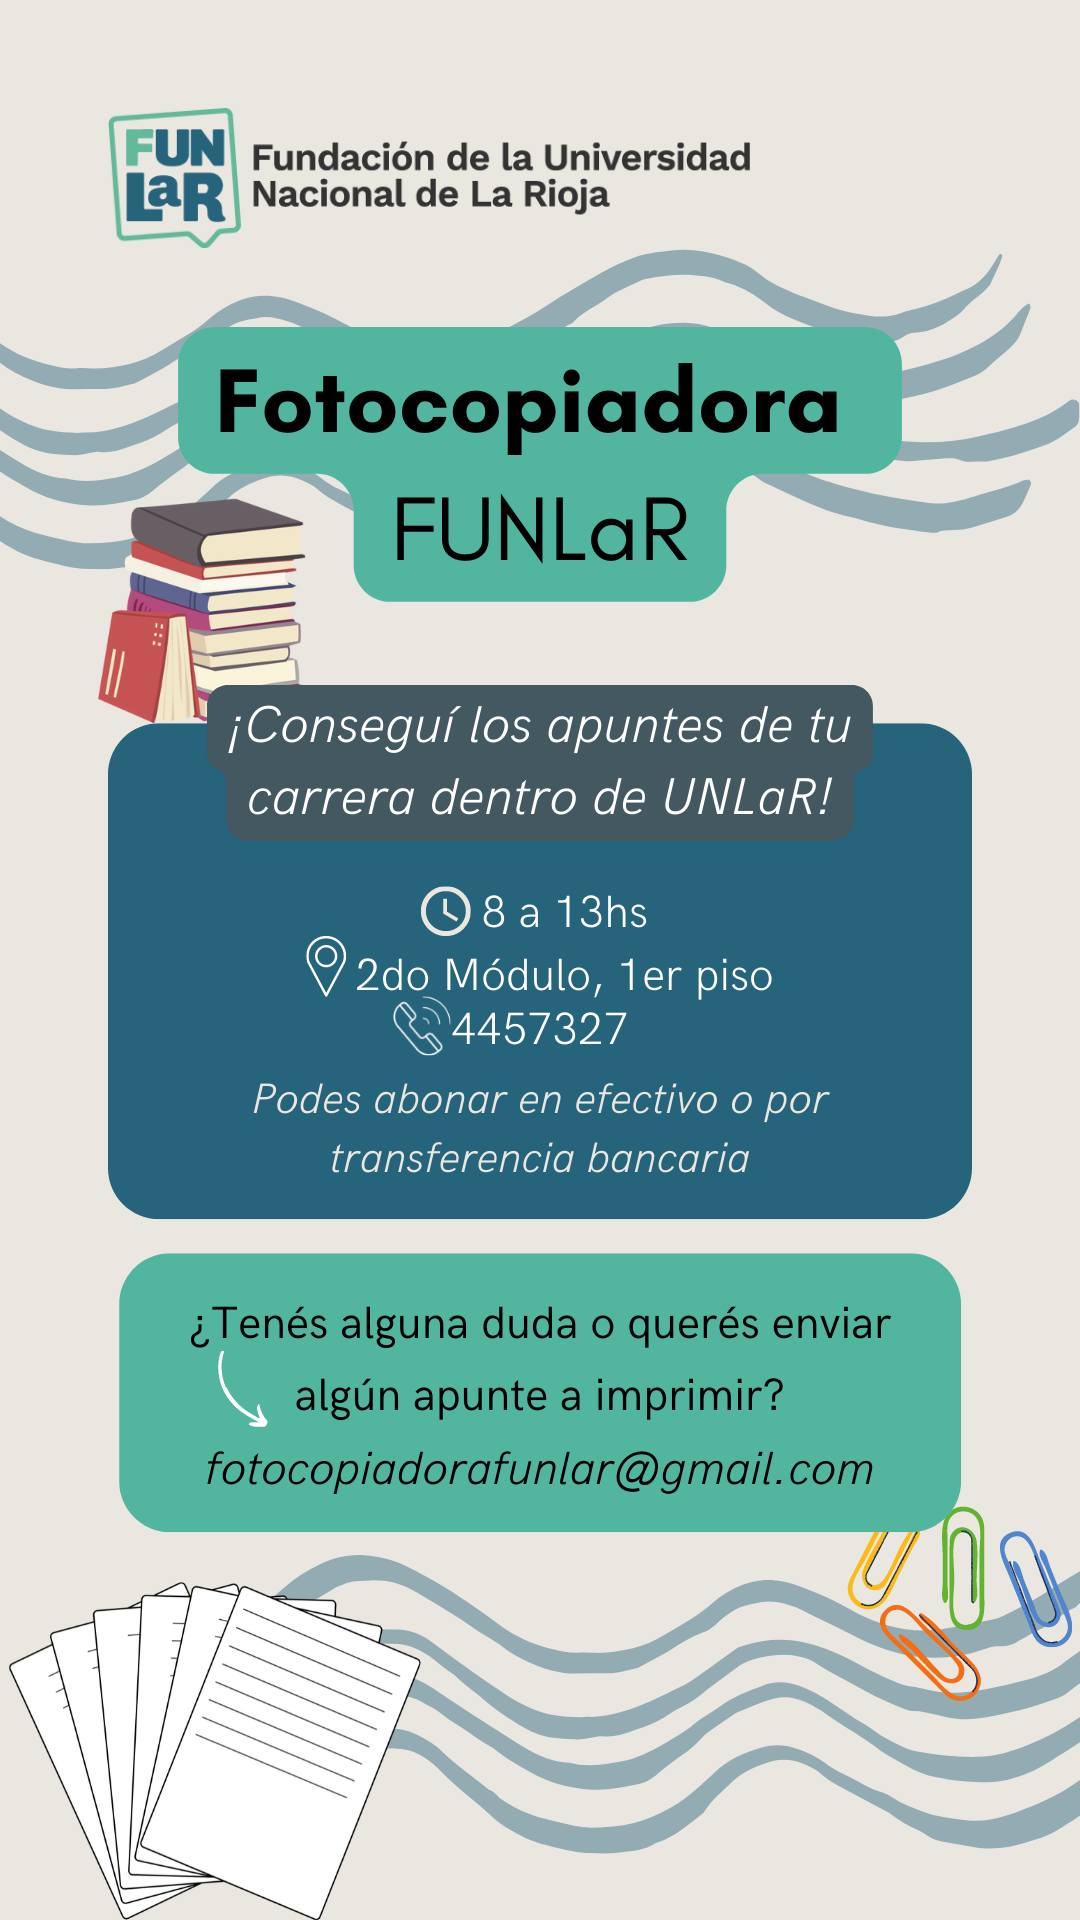 FUN
LaR
Fundación de la Universidad
Nacional de La Rioja
Fotocopiadora
FUNLaR
¡Conseguí los apuntes de tu
carrera dentro de UNLaR!
8 a 13hs
2do Módulo, 1er piso
4457327
Podes abonar en efectivo o por
transferencia bancaria
¿Tenés alguna duda o querés enviar
algún apunte a imprimir?
fotocopiadorafunlar@gmail.com